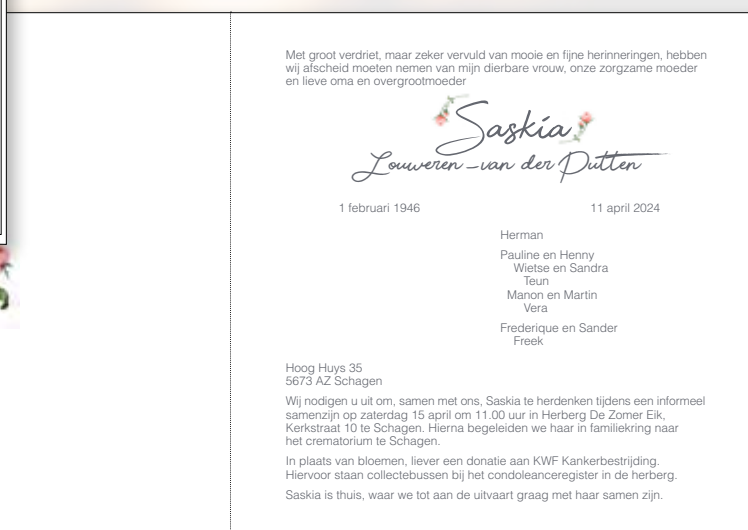 Met groot verdriet, maar zeker vervuld van mooie en fijne herinneringen, hebben
wij afscheid moeten nemen van mijn dierbare vrouw, onze zorgzame moeder
en lieve oma en overgrootmoeder
Saskia
Louweren-van der Putten
1 februari 1946 11 april 2024
Herman
Pauline en Henny
Wietse en Sandra
Teun
Manon en Martin
Vera
Frederique en Sander
Freek
Hoog Huys 35
5673 AZ Schagen
Wij nodigen u uit om, samen met ons, Saskia te herdenken tijdens een informeel
samenzijn op zaterdag 15 april om 11.00 uur in Herberg De Zomer Eik,
Kerkstraat 10 te Schagen. Hierna begeleiden we haar in familiekring naar
het crematorium te Schagen.
In plaats van bloemen, liever een donatie aan KWF Kankerbestrijding.
Hiervoor staan collectebussen bij het condoleanceregister in de herberg.
Saskia is thuis, waar we tot aan de uitvaart graag met haar samen zijn.